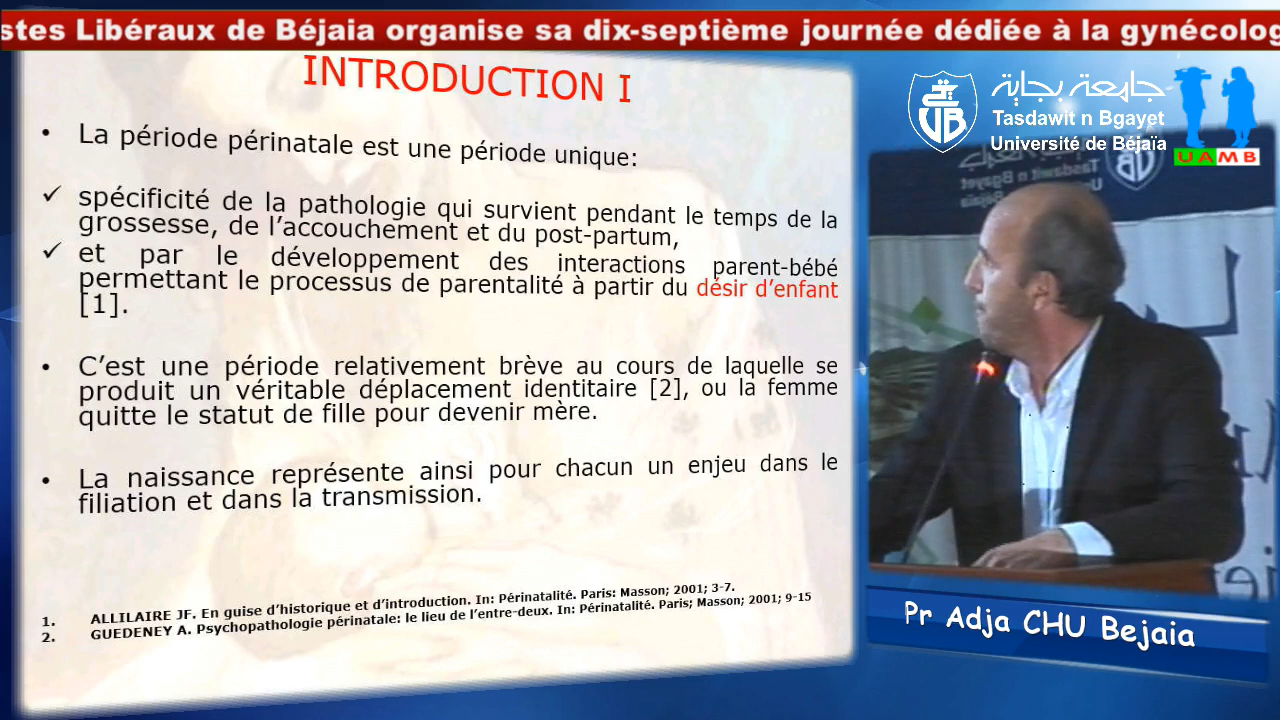 stes Libéraux de Béjaia organise sa dix-septième journée dédiée à la gynécolog
INTRODUCTION I
• La période périnatale est une période unique:
✓ spécificité de la pathologie qui survient pendant le temps de la
grossesse, de l'accouchement et du post-partum,
✓ et par le développement des interactions parent-bébé
permettant le processus de parentalité à partir du désir d'enfant
[1].
• C'est une période relativement brève au cours de laquelle se
produit un véritable déplacement identitaire [2], ou la femme
quitte le statut de fille pour devenir mère.
• La naissance représente ainsi pour chacun un enjeu dans le
filiation et dans la transmission.
1. ALLILAIRE JF. En guise d'historique et d'introduction. In: Périnatalité. Paris: Masson; 2001; 3-7.
2. GUEDENEY A. Psychopathologie périnatale: le lieu de l'entre-deux. In: Périnatalité. Paris; Masson; 2001; 9-15
جامعة بجاية
Tasdawit n Bgayet
Université de Béjaïa
UAMB
Pr Adja CHU Bejaia